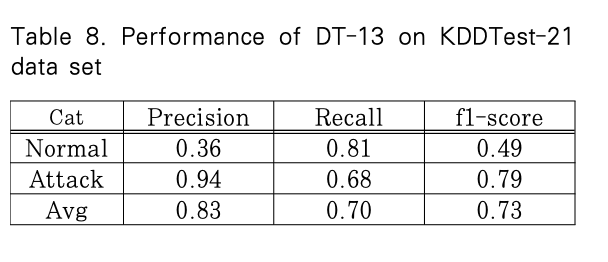 Table 8. Performance of DT-13 on KDDTest-21
data set
Cat Precision Recall f1-score
Normal 0.36 0.81 0.49
Attack 0.94 0.68 0.79
Avg 0.83 0.70 0.73